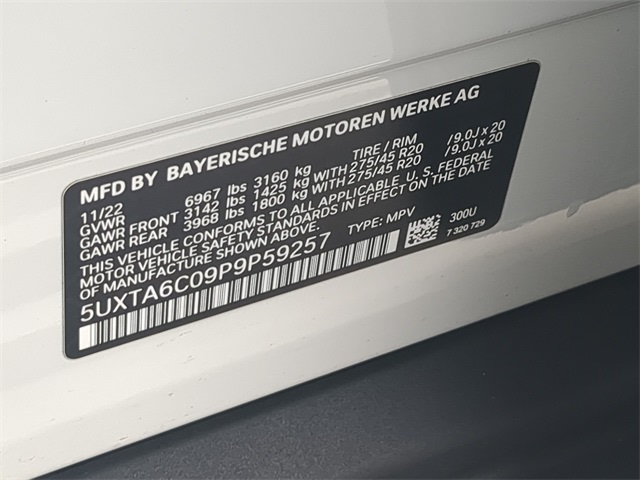 MFD BY BAYERISCHE MOTOREN WERKE AG
11/22 TIRE / RIM
GVWR 6967 lbs 3160 kg
GAWR FRONT 3142 lbs 1425 kg WITH 275/45 R20 /9.0J x 20
GAWR REAR 3968 lbs 1800 kg WITH 275/45 R20 /9.0J x 20
THIS VEHICLE CONFORMS TO ALL APPLICABLE U.S. FEDERAL
MOTOR VEHICLE SAFETY STANDARDS IN EFFECT ON THE DATE
OF MANUFACTURE SHOWN ABOVE.
5UXTA6C09P9P59257 TYPE: MPV 300U
7 320 729